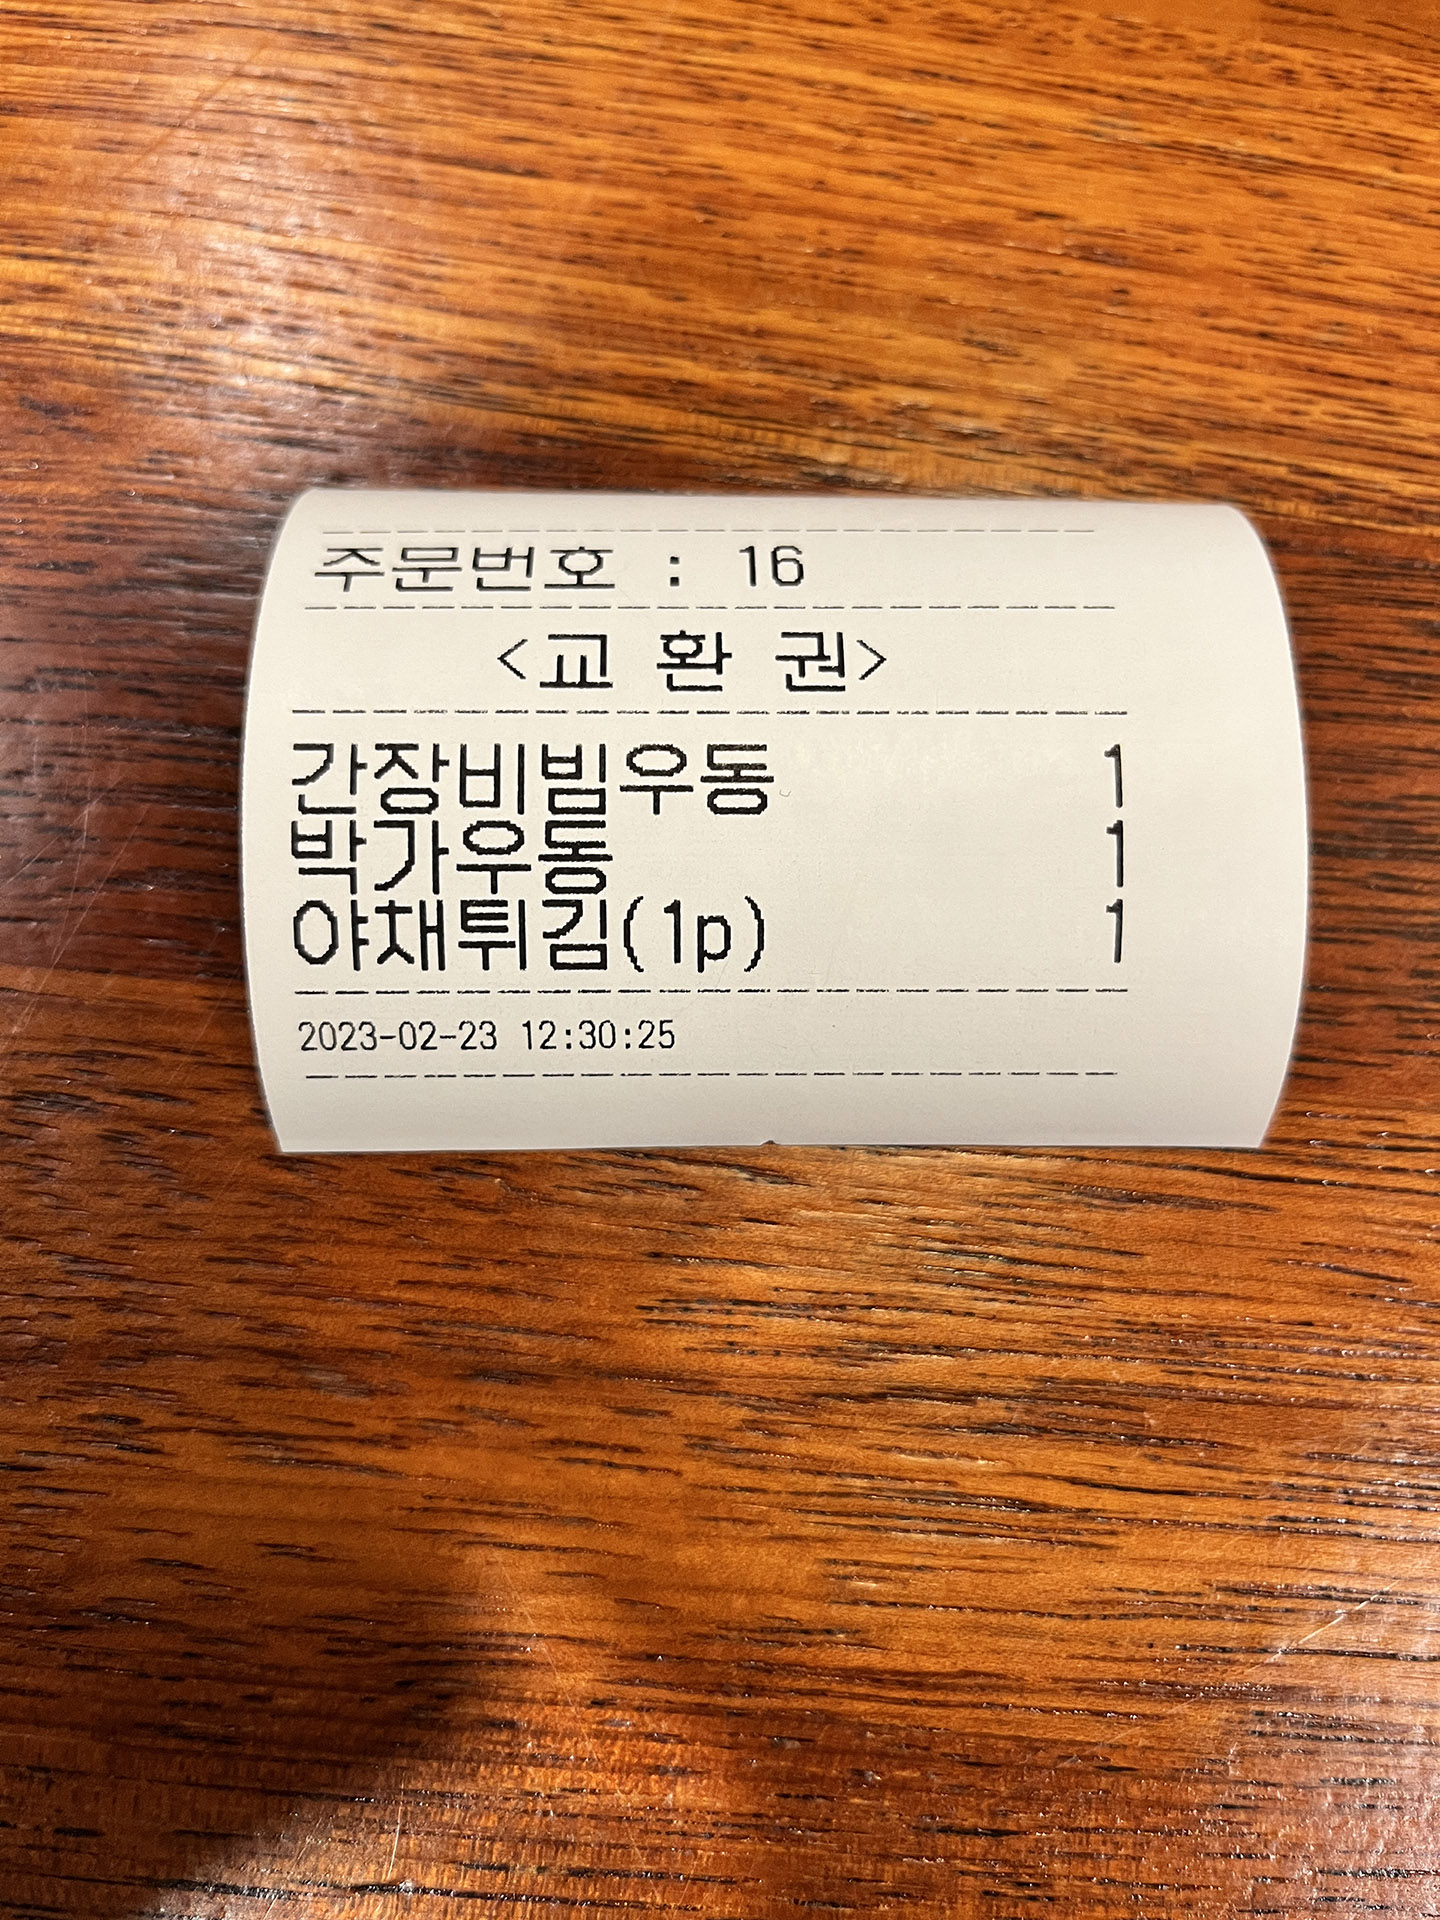 주문번호 : 16
<교 환 권>
간장비빔우동 1
박가우동 1
야채튀김(1p) 1
2023-02-23 12:30:25